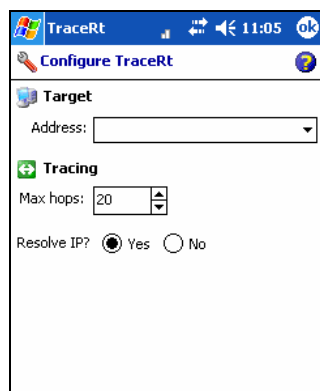 TraceRt 11:05 ok
Configure TraceRt ?
Target
Address:
Tracing
Max hops: 20
Resolve IP? Yes No